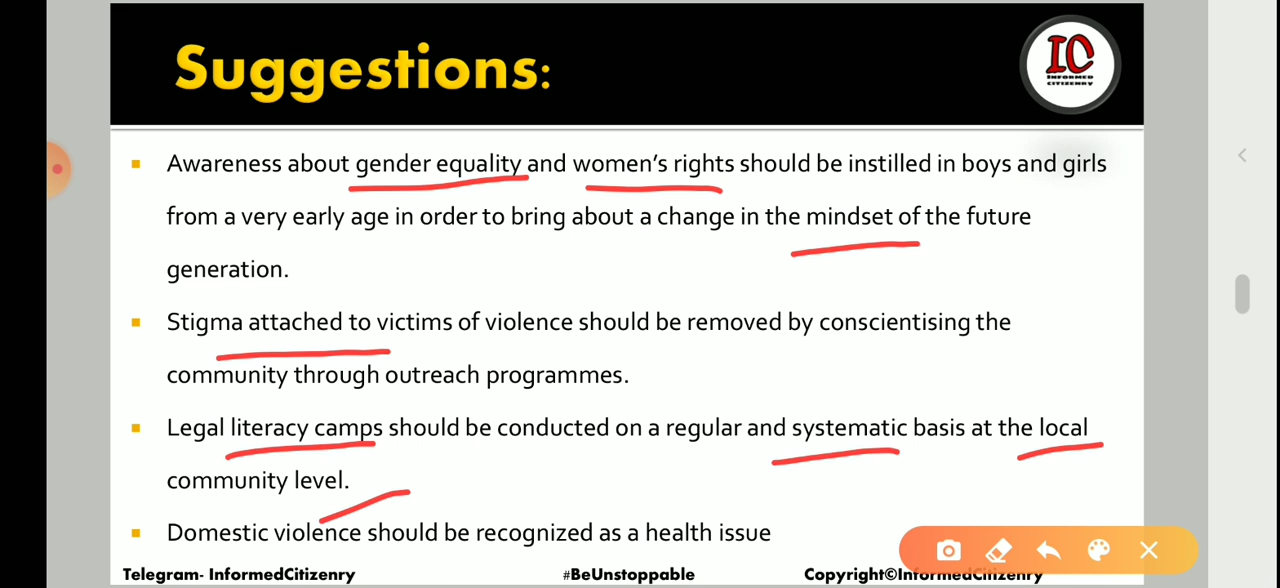 Suggestions:
IC
INFORMED
CITIZENRY
Awareness about gender equality and women's rights should be instilled in boys and girls
from a very early age in order to bring about a change in the mindset of the future
generation.
Stigma attached to victims of violence should be removed by conscientising the
community through outreach programmes.
Legal literacy camps should be conducted on a regular and systematic basis at the local
community level.
Domestic violence should be recognized as a health issue
Telegram- InformedCitizenry #BeUnstoppable Copyright©InformedCitizenry